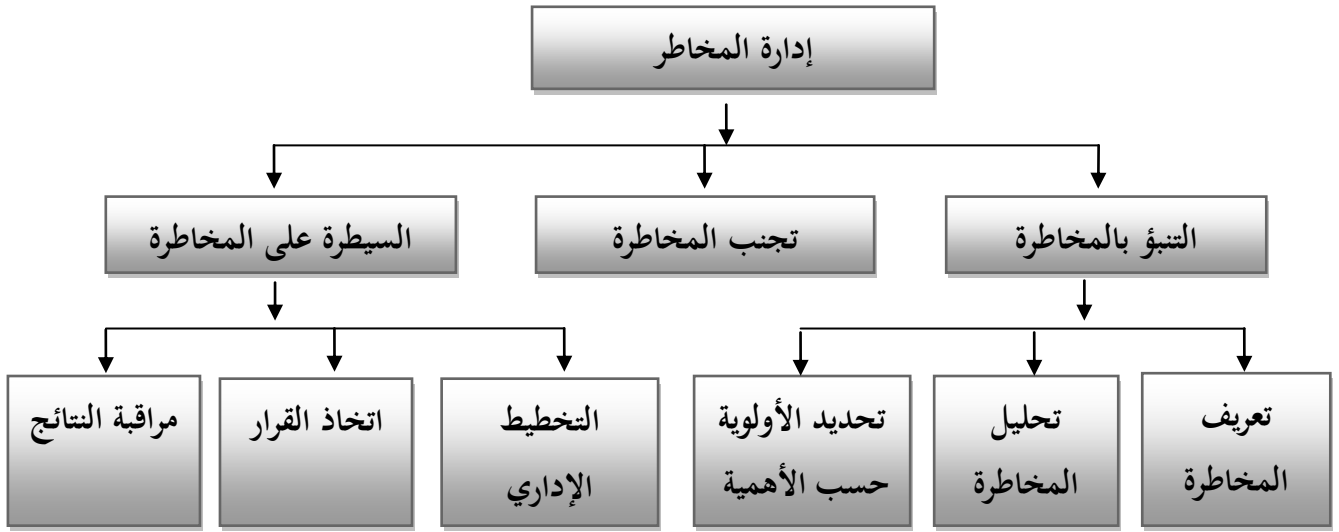 إدارة المخاطر
التنبؤ بالمخاطرة
تجنب المخاطرة
السيطرة على المخاطرة
تعريف
المخاطرة
تحليل
المخاطرة
تحديد الأولوية
حسب الأهمية
التخطيط
الإداري
اتخاذ القرار
مراقبة النتائج